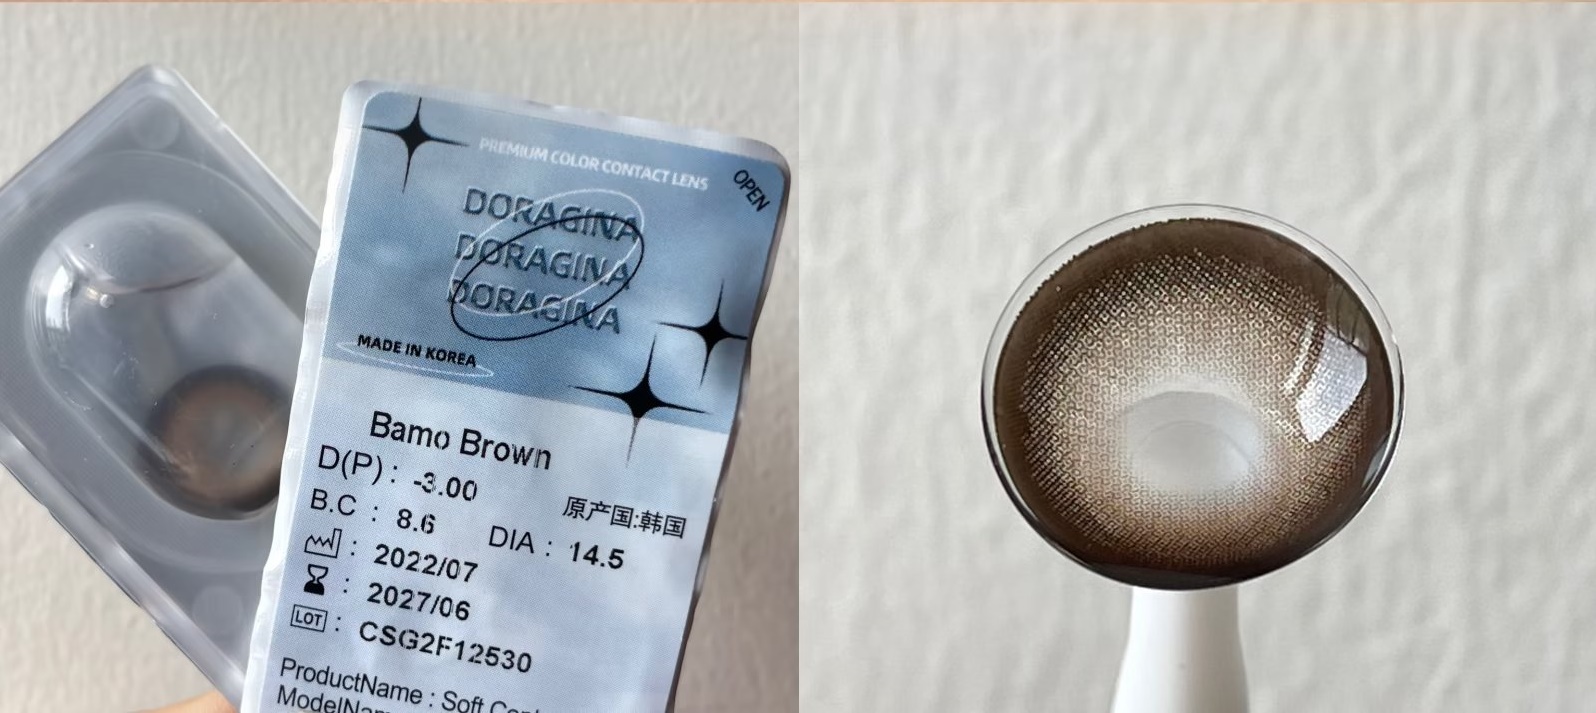 PREMIUM COLOR CONTACT LENS
OPEN
DORAGINA
DORAGINA
DORAGINA
MADE IN KOREA
Bamo Brown
D(P) : -3.00
原产国:韩国
B.C : 8.6 DIA : 14.5
: 2022/07
: 2027/06
LOT : CSG2F12530
ProductName : Soft